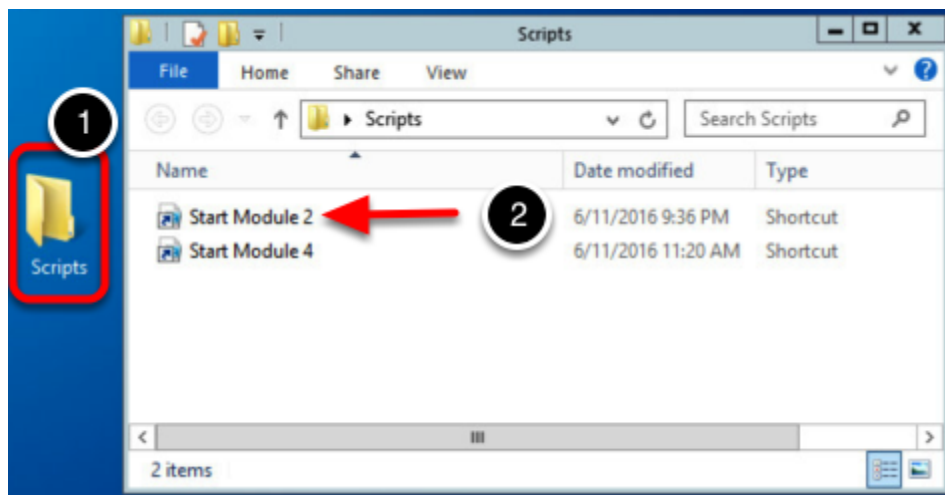 Scripts
File Home Share View
Scripts Search Scripts
Name Date modified Type
Start Module 2 6/11/2016 9:36 PM Shortcut
Start Module 4 6/11/2016 11:20 AM Shortcut
2 items
1
Scripts
2